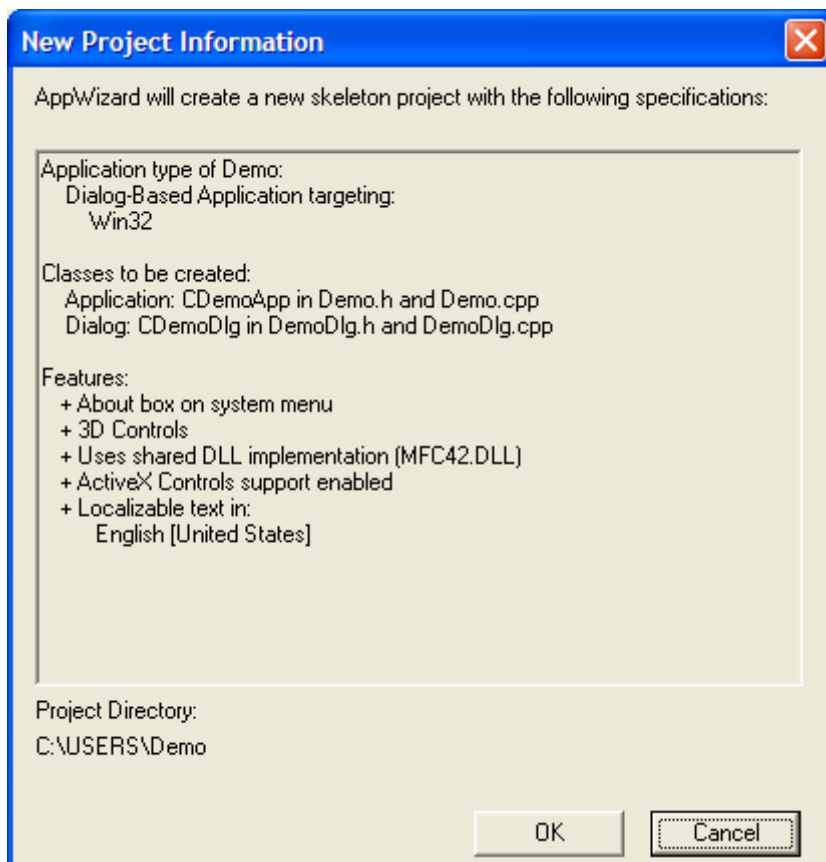 New Project Information
AppWizard will create a new skeleton project with the following specifications:
Application type of Demo:
Dialog-Based Application targeting:
Win32
Classes to be created:
Application: CDemoApp in Demo.h and Demo.cpp
Dialog: CDemoDlg in DemoDlg.h and DemoDlg.cpp
Features:
+ About box on system menu
+ 3D Controls
+ Uses shared DLL implementation (MFC42.DLL)
+ ActiveX Controls support enabled
+ Localizable text in:
English [United States]
Project Directory:
C:\USERS\Demo
OK Cancel